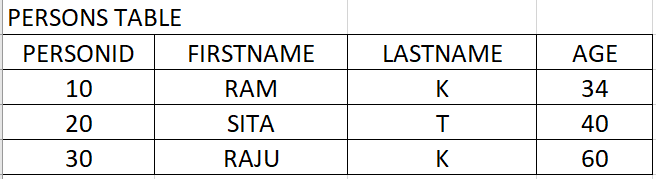 PERSONS TABLE
PERSONID FIRSTNAME LASTNAME AGE
10 RAM K 34
20 SITA T 40
30 RAJU K 60